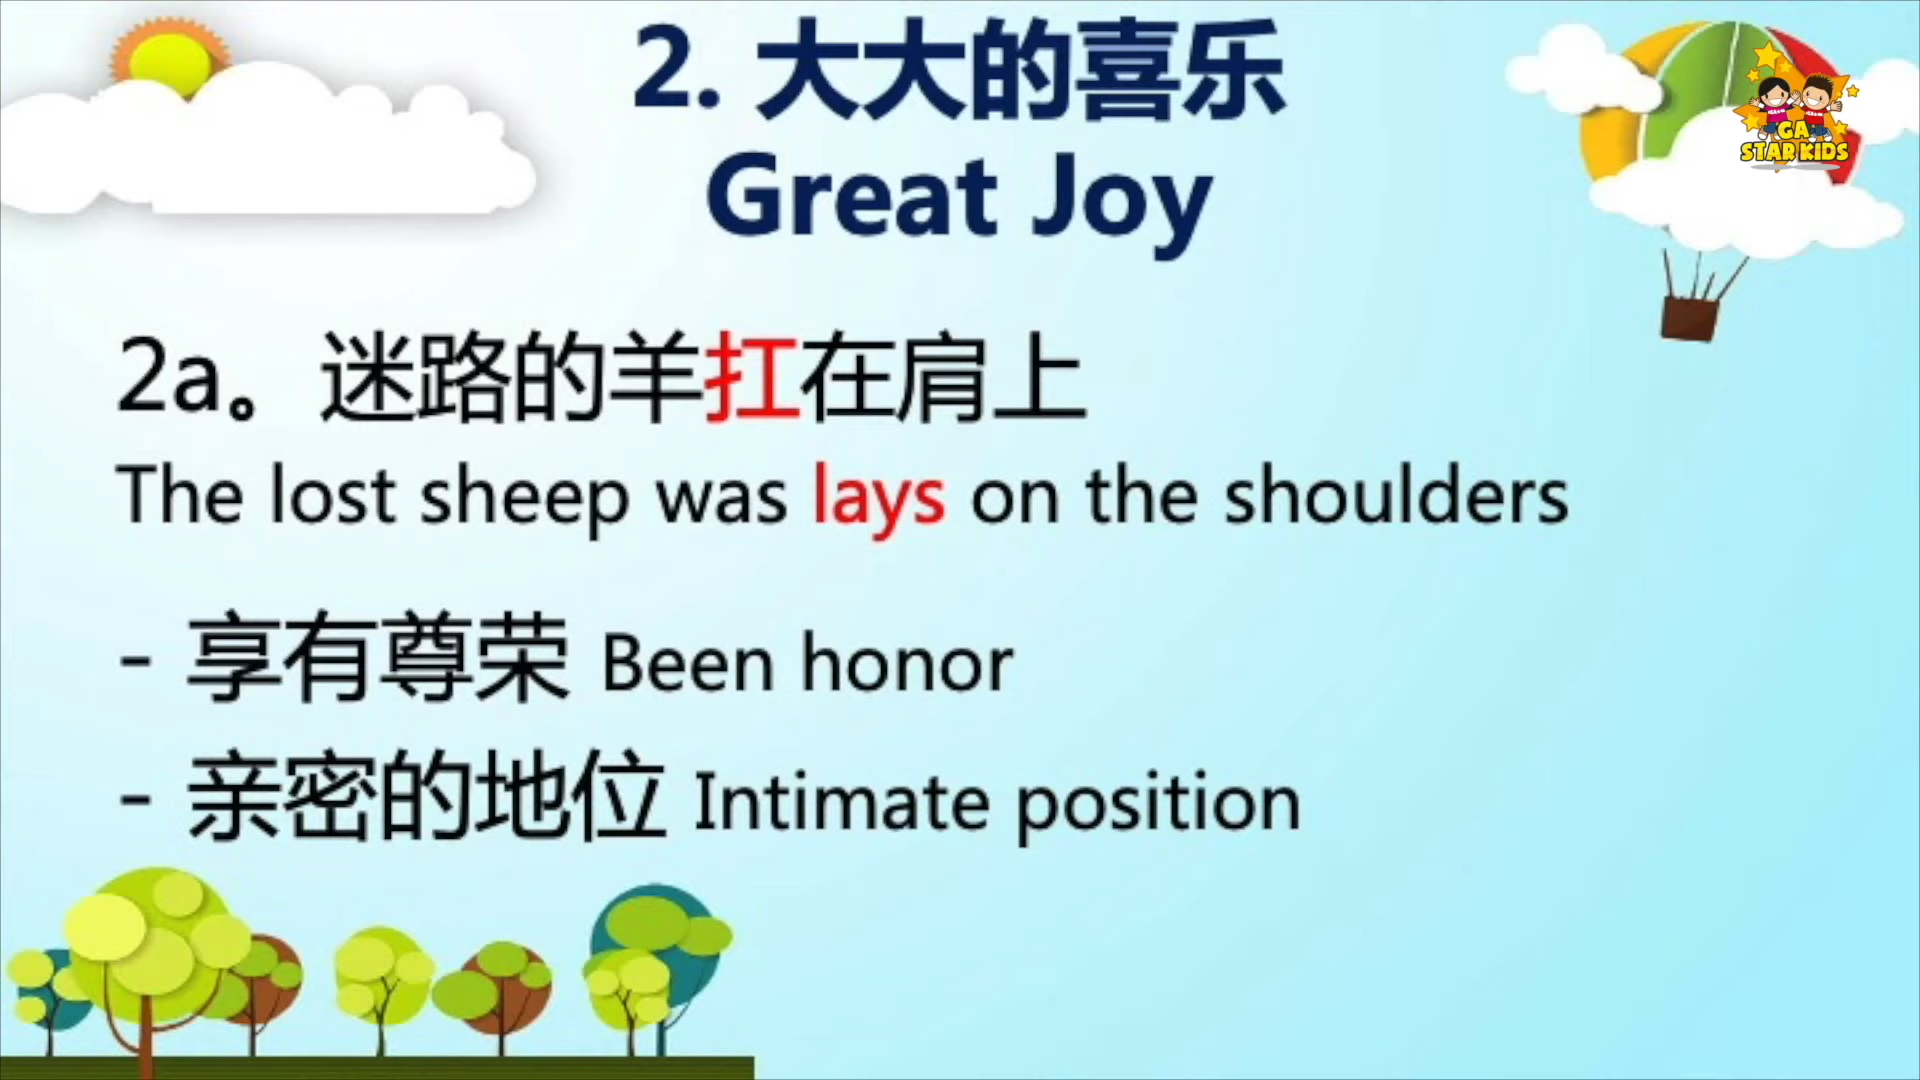 2. 大大的喜乐
Great Joy
GA
STAR KIDS
2a。迷路的羊扛在肩上
The lost sheep was lays on the shoulders
- 享有尊荣 Been honor
- 亲密的地位 Intimate position